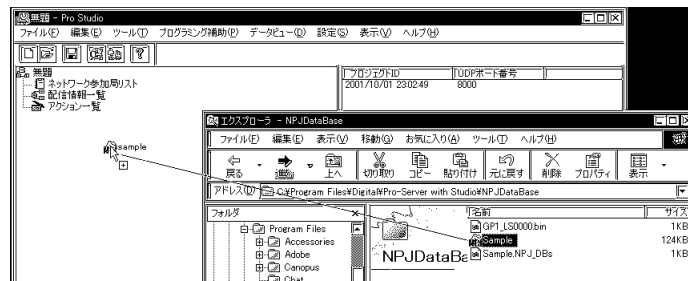 無題 - Pro Studio
ファイル(F) 編集(E) ツール(T) プログラミング補助(P) データビュー(D) 設定(S) 表示(V) ヘルプ(H)
無題
ネットワーク参加局リスト
配信情報一覧
アクション一覧
プロジェクトID UDPポート番号
2001/10/01 23:02:49 8000
sample
エクスプローラ - NPJDataBase
ファイル(F) 編集(E) 表示(V) 移動(G) お気に入り(A) ツール(T) ヘルプ(H)
戻る 進む 上へ 切り取り コピー 貼り付け 元に戻す 削除 プロパティ 表示
アドレス(D) C:¥Program Files¥Digital¥Pro-Server with Studio¥NPJDataBase
フォルダ
Program Files
Accessories
Adobe
Canopus
Chat
NPJDataBa
名前 サイズ
GP1_LS0000.bin 1KB
Sample 124KB
Sample.NPJ_DBs 1KB